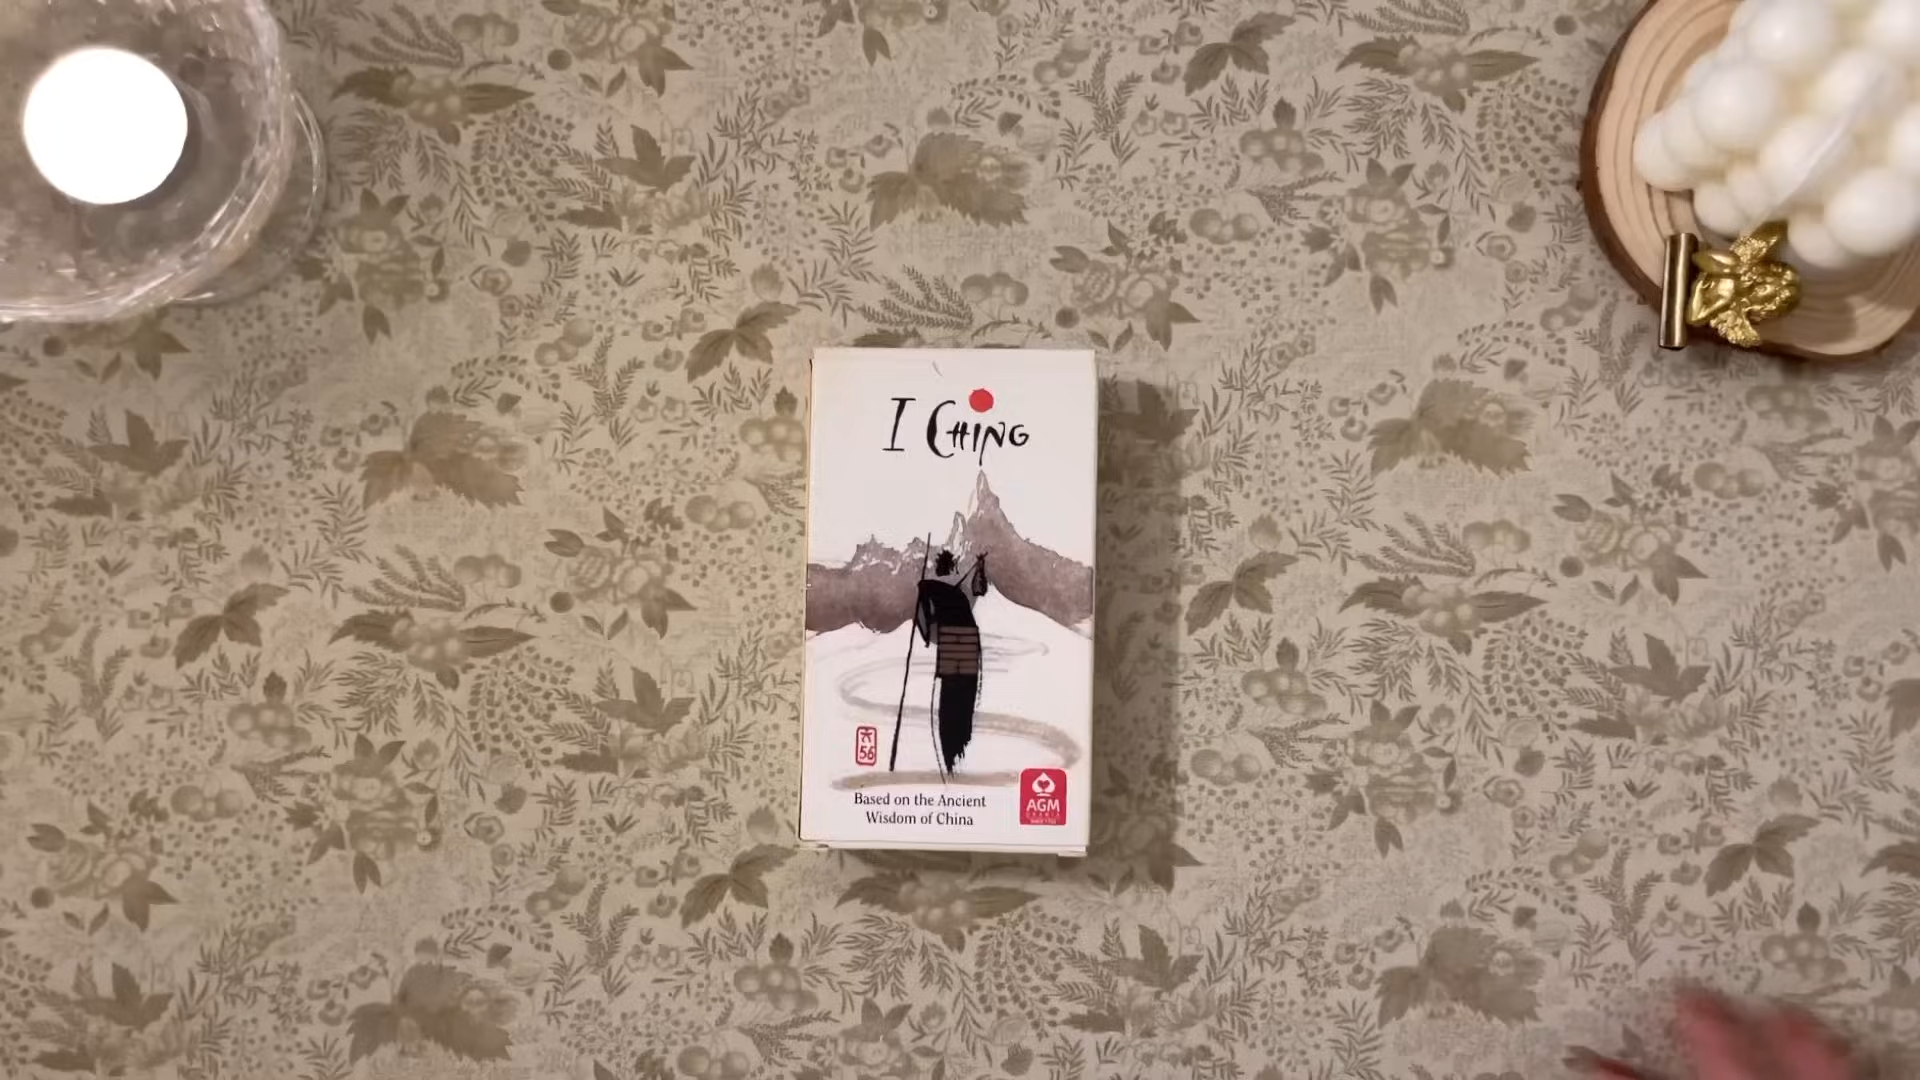 I CHING
56
Based on the Ancient
Wisdom of China
AGM